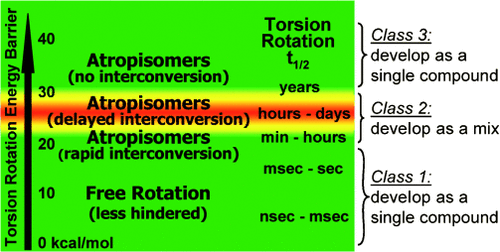 Torsion Rotation Energy Barrier
40
30
20
10
0 kcal/mol
Atropisomers
(no interconversion)
Atropisomers
(delayed interconversion)
Atropisomers
(rapid interconversion)
Free Rotation
(less hindered)
Torsion
Rotation
t1/2
years
hours - days
min - hours
msec - sec
nsec - msec
Class 3:
develop as a
single compound
Class 2:
develop as a mix
Class 1:
develop as a
single compound